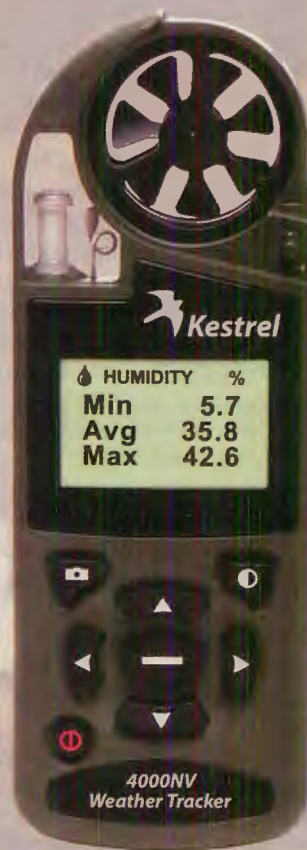 Kestrel
HUMIDITY %
Min 5.7
Avg 35.8
Max 42.6
4000NV
Weather Tracker